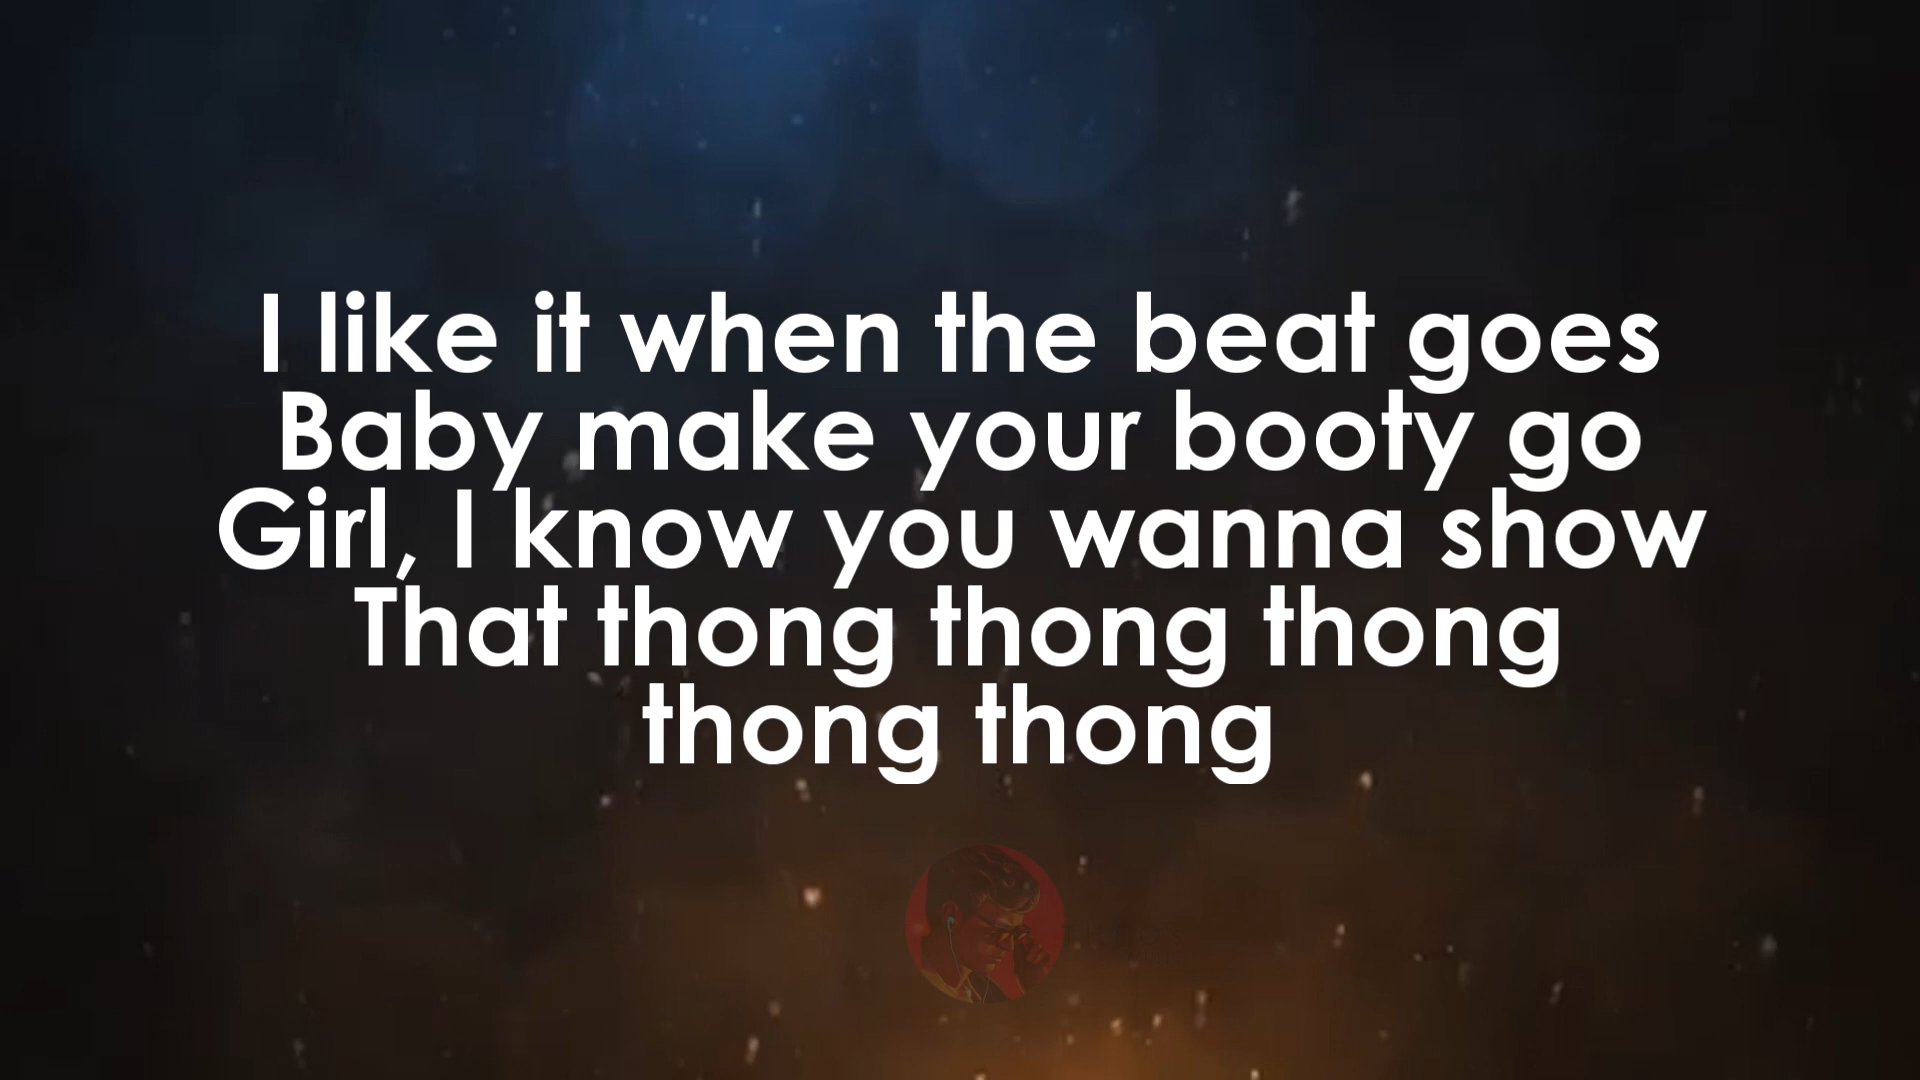 I like it when the beat goes
Baby make your booty go
Girl, I know you wanna show
That thong thong thong
thong thong